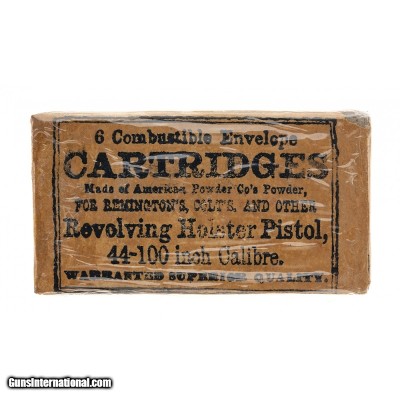 6 Combustible Envelope
CARTRIDGES
Made of American Powder Co's Powder,
FOR REMINGTON'S, COLT'S, AND OTHER
Revolving Holster Pistol,
44-100 inch Calibre.
WARRANTED SUPERIOR QUALITY.
GunsInternational.com